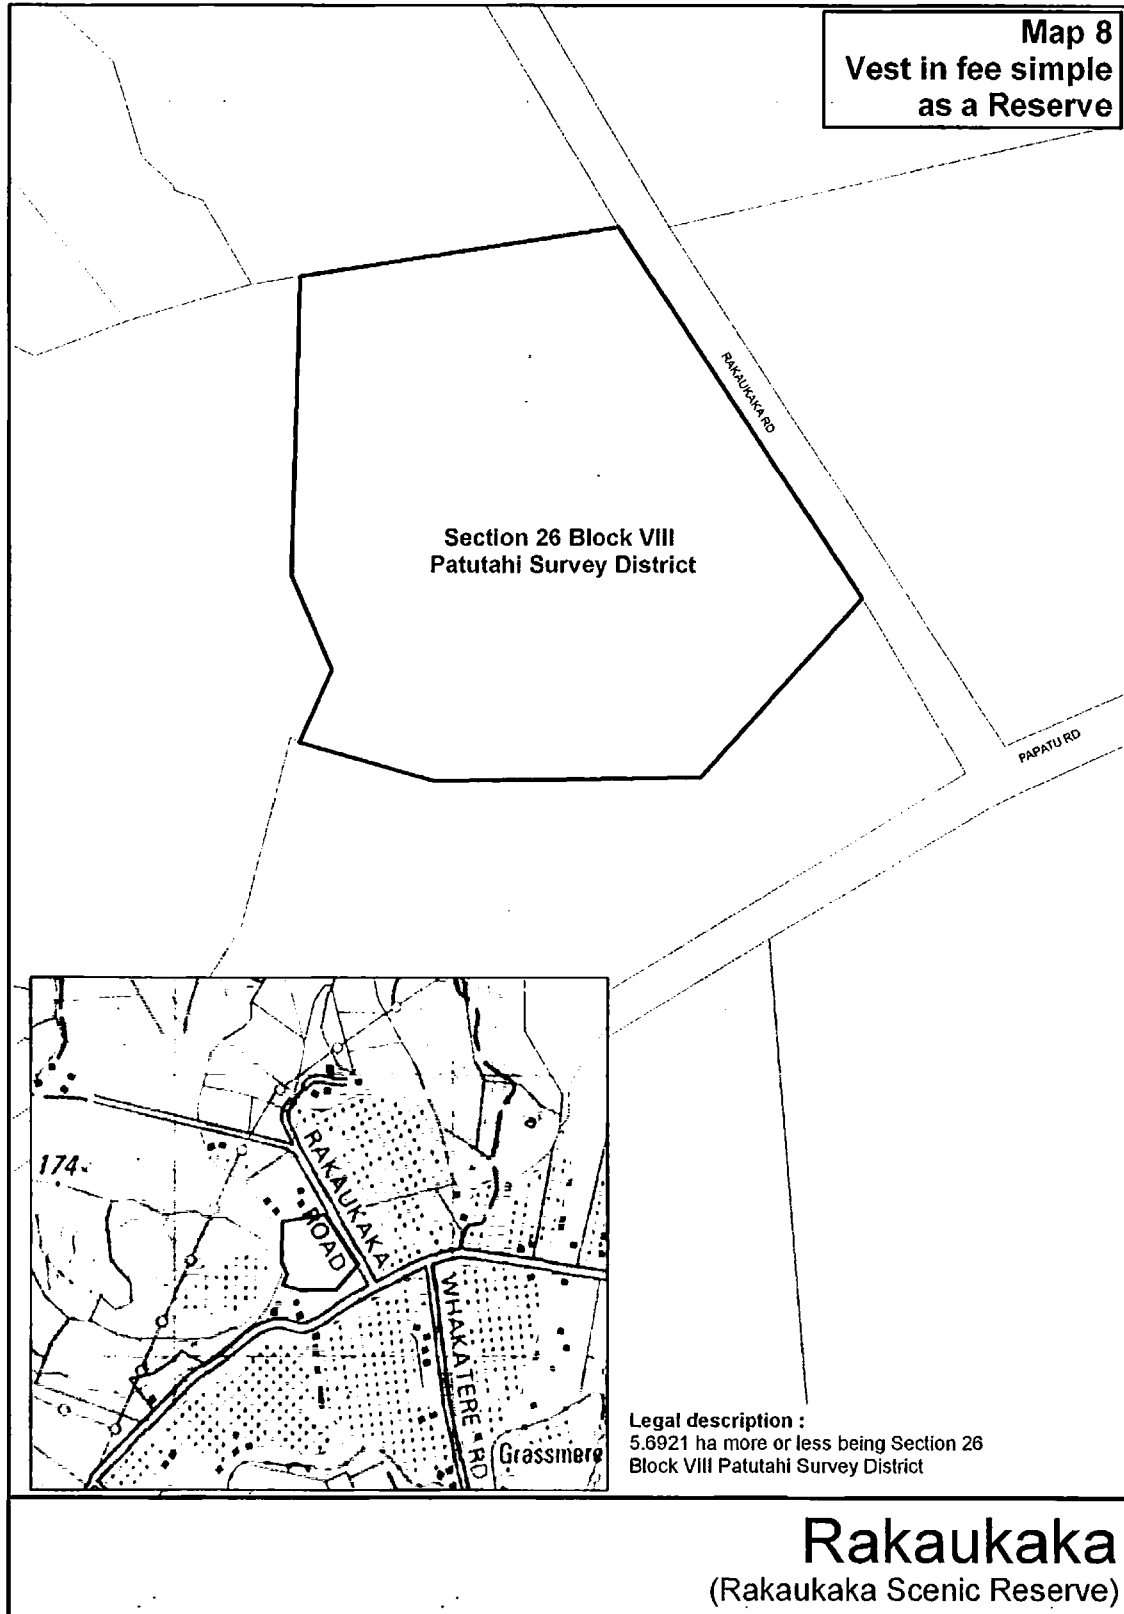 Map 8
Vest in fee simple
as a Reserve
RAKAUKA RD
Section 26 Block VIII
Patutahi Survey District
PAPATU RD
174
RAKAUKAKA
ROAD
WHAKATERE RD
Grassmere
Legal description :
5.6921 ha more or less being Section 26
Block VIII Patutahi Survey District
Rakaukaka
(Rakaukaka Scenic Reserve)